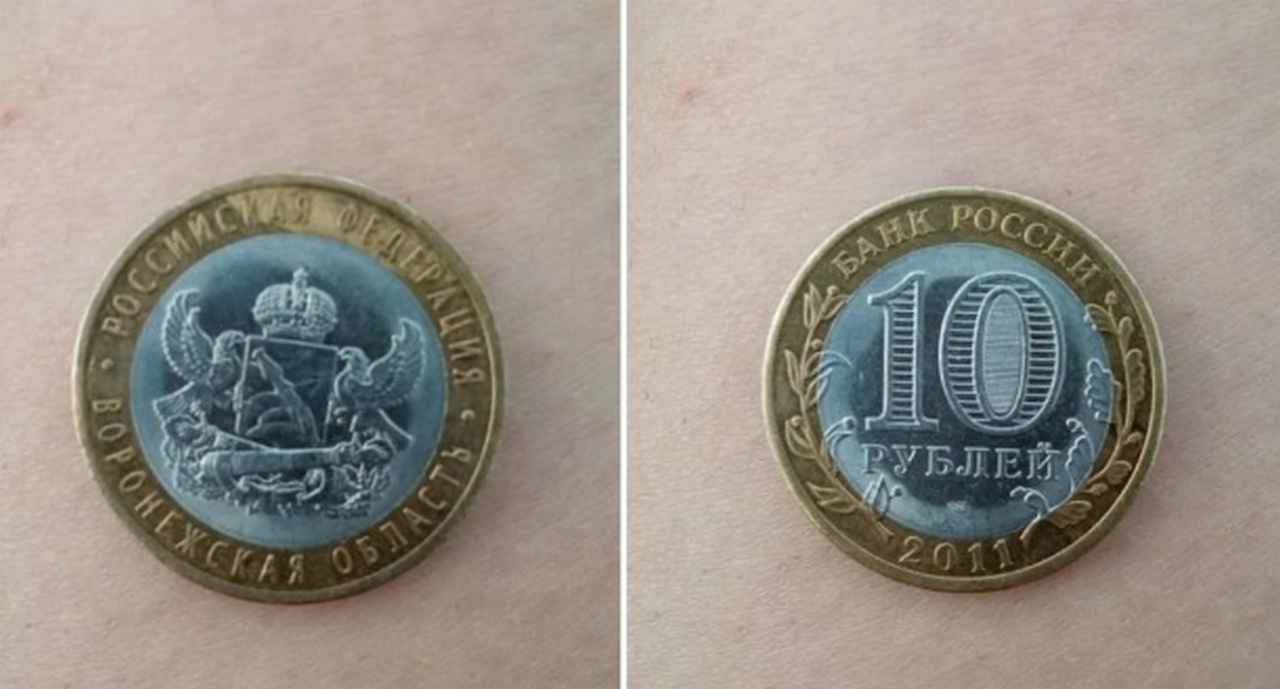 РОССИЙСКАЯ ФЕДЕРАЦИЯ
ВОРОНЕЖСКАЯ ОБЛАСТЬ
БАНК РОССИИ
10
РУБЛЕЙ
2011